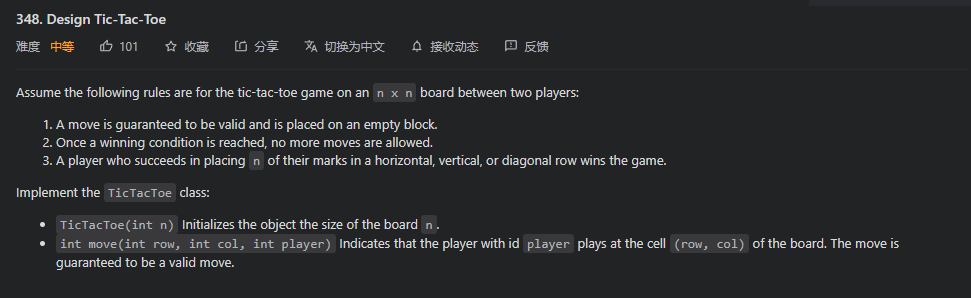 348. Design Tic-Tac-Toe
难度 中等 101 收藏 分享 切换为中文 接收动态 反馈
Assume the following rules are for the tic-tac-toe game on an n x n board between two players:
1. A move is guaranteed to be valid and is placed on an empty block.
2. Once a winning condition is reached, no more moves are allowed.
3. A player who succeeds in placing n of their marks in a horizontal, vertical, or diagonal row wins the game.
Implement the TicTacToe class:
• TicTacToe(int n) Initializes the object the size of the board n.
• int move(int row, int col, int player) Indicates that the player with id player plays at the cell (row, col) of the board. The move is
guaranteed to be a valid move.